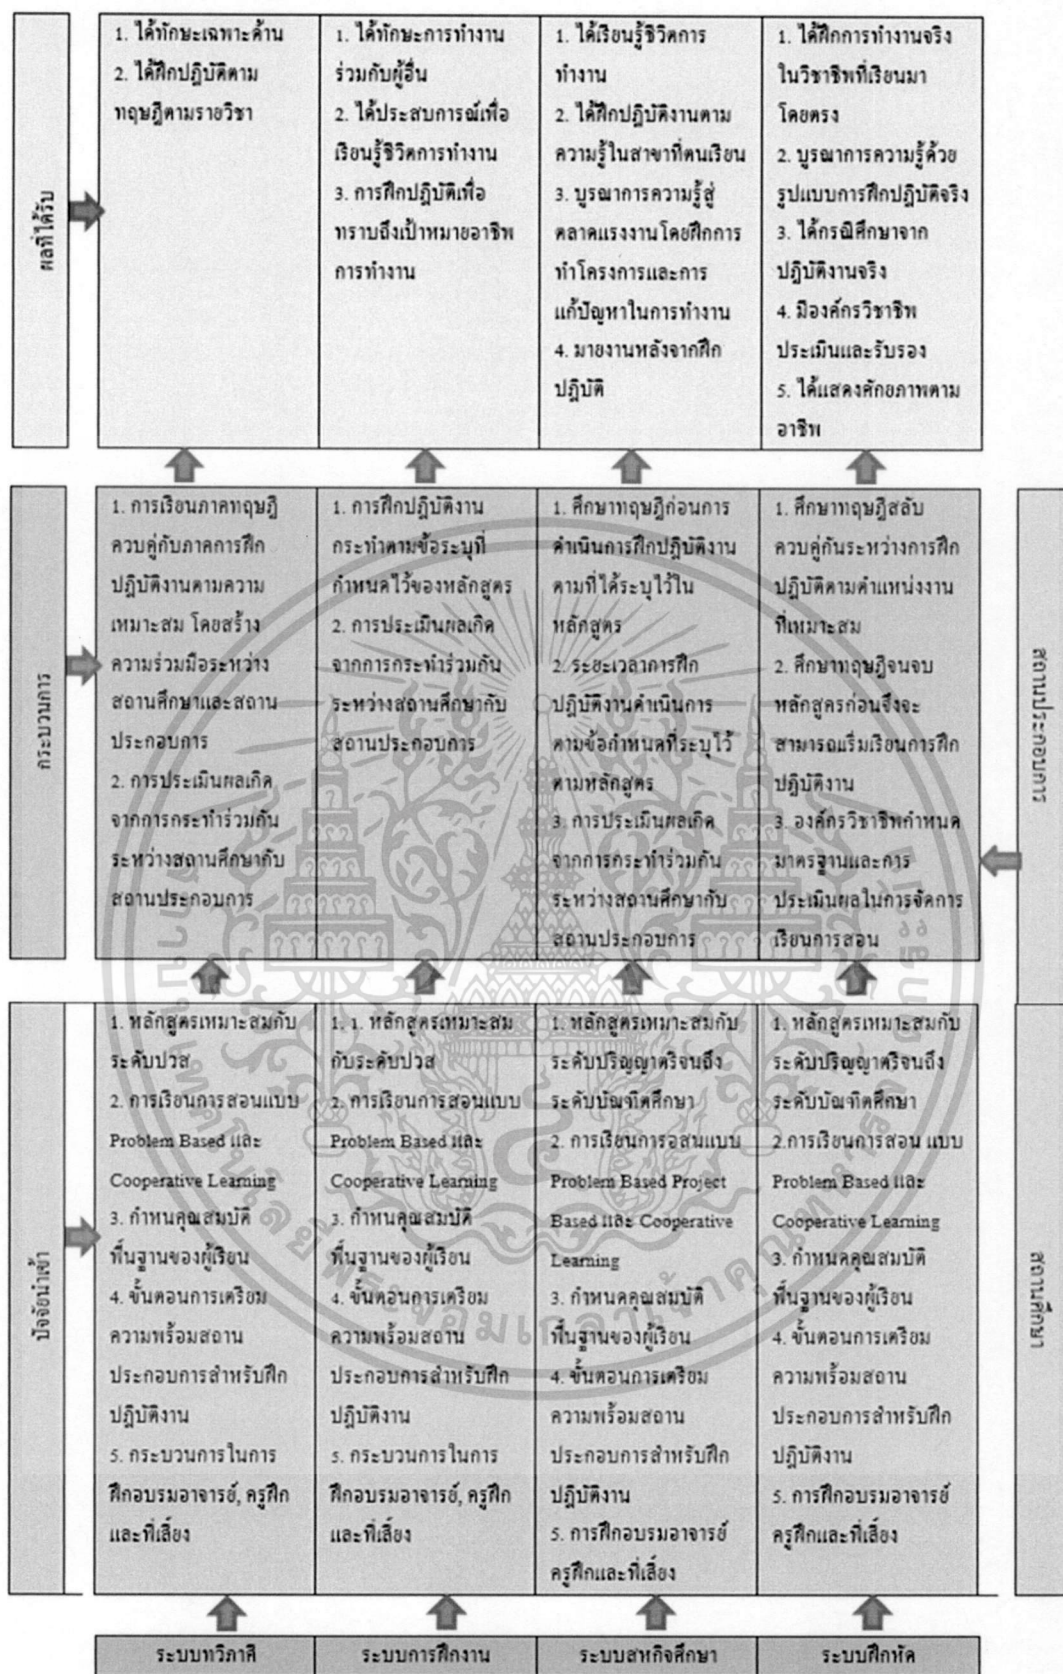 ผลที่ได้รับ
1. ได้ทักษะเฉพาะด้าน
2. ได้ฝึกปฏิบัติตาม
ทฤษฎีตามรายวิชา
1. ได้ทักษะการทำงาน
ร่วมกับผู้อื่น
2. ได้ประสบการณ์เพื่อ
เรียนรู้ชีวิตการทำงาน
3. การฝึกปฏิบัติเพื่อ
ทราบถึงเป้าหมายอาชีพ
การทำงาน
1. ได้เรียนรู้ชีวิตการ
ทำงาน
2. ได้ฝึกปฏิบัติงานตาม
ความรู้ในสาขาที่ตนเรียน
3. บูรณาการความรู้สู่
ตลาดแรงงานโดยฝึกการ
ทำโครงการและการ
แก้ปัญหาในการทำงาน
4. มายงานหลังจากฝึก
ปฏิบัติ
1. ได้ฝึกการทำงานจริง
ในวิชาชีพที่เรียนมา
โดยตรง
2. บูรณาการความรู้ด้วย
รูปแบบการฝึกปฏิบัติจริง
3. ได้กรณีศึกษาจาก
ปฏิบัติงานจริง
4. มีองค์กรวิชาชีพ
ประเมินและรับรอง
5. ได้แสดงศักยภาพตาม
อาชีพ
กระบวนการ
1. การเรียนภาคทฤษฎี
ควบคู่กับภาคการฝึก
ปฏิบัติงานตามความ
เหมาะสม โดยสร้าง
ความร่วมมือระหว่าง
สถานศึกษาและสถาน
ประกอบการ
2. การประเมินผลเกิด
จากการกระทำร่วมกัน
ระหว่างสถานศึกษากับ
สถานประกอบการ
1. การฝึกปฏิบัติงาน
กระทำตามข้อระบุที่
กำหนดไว้ของหลักสูตร
2. การประเมินผลเกิด
จากการกระทำร่วมกัน
ระหว่างสถานศึกษากับ
สถานประกอบการ
1. ศึกษาทฤษฎีก่อนการ
ดำเนินการฝึกปฏิบัติงาน
ตามที่ได้ระบุไว้ใน
หลักสูตร
2. ระยะเวลาการฝึก
ปฏิบัติงานดำเนินการ
ตามข้อกำหนดที่ระบุไว้
ตามหลักสูตร
3. การประเมินผลเกิด
จากการกระทำร่วมกัน
ระหว่างสถานศึกษากับ
สถานประกอบการ
1. ศึกษาทฤษฎีสลับ
ควบคู่กันระหว่างการฝึก
ปฏิบัติตามตำแหน่งงาน
ที่เหมาะสม
2. ศึกษาทฤษฎีจนจบ
หลักสูตรก่อนจึงจะ
สามารถเริ่มเรียนการฝึก
ปฏิบัติงาน
3. องค์กรวิชาชีพกำหนด
มาตรฐานและการ
ประเมินผลในการจัดการ
เรียนการสอน
สถานประกอบการ
ปัจจัยนำเข้า
1. หลักสูตรเหมาะสมกับ
ระดับปวส
2. การเรียนการสอนแบบ
Problem Based และ
Cooperative Learning
3. กำหนคุณสมบัติ
พื้นฐานของผู้เรียน
4. ขั้นตอนการเตรียม
ความพร้อมสถาน
ประกอบการสำหรับฝึก
ปฏิบัติงาน
5. กระบวนการในการ
ฝึกอบรมอาจารย์, ครูฝึก
และพี่เลี้ยง
1. 1. หลักสูตรเหมาะสม
กับระดับปวส
2. การเรียนการสอนแบบ
Problem Based และ
Cooperative Learning
3. กำหนคุณสมบัติ
พื้นฐานของผู้เรียน
4. ขั้นตอนการเตรียม
ความพร้อมสถาน
ประกอบการสำหรับฝึก
ปฏิบัติงาน
5. กระบวนการในการ
ฝึกอบรมอาจารย์, ครูฝึก
และพี่เลี้ยง
1. หลักสูตรเหมาะสมกับ
ระดับปริญญาตรีจนถึง
ระดับบัณฑิตศึกษา
2. การเรียนการอสนแบบ
Problem Based Project
Based และ Cooperative
Learning
3. กำหนดคุณสมบัติ
พื้นฐานของผู้เรียน
4. ขั้นตอนการเตรียม
ความพร้อมสถาน
ประกอบการสำหรับฝึก
ปฏิบัติงาน
5. การฝึกอบรมอาจารย์
ครูฝึกและพี่เลี้ยง
1. หลักสูตรเหมาะสมกับ
ระดับปริญญาตรีจนถึง
ระดับบัณฑิตศึกษา
2.การเรียนการสอน แบบ
Problem Based และ
Cooperative Learning
3. กำหนดคุณสมบัติ
พื้นฐานของผู้เรียน
4. ขั้นตอนการเตรียม
ความพร้อมสถาน
ประกอบการสำหรับฝึก
ปฏิบัติงาน
5. การฝึกอบรมอาจารย์
ครูฝึกและพี่เลี้ยง
สถานศึกษา
ระบบทวิภาคี
ระบบการฝึกงาน
ระบบสหกิจศึกษา
ระบบฝึกหัด